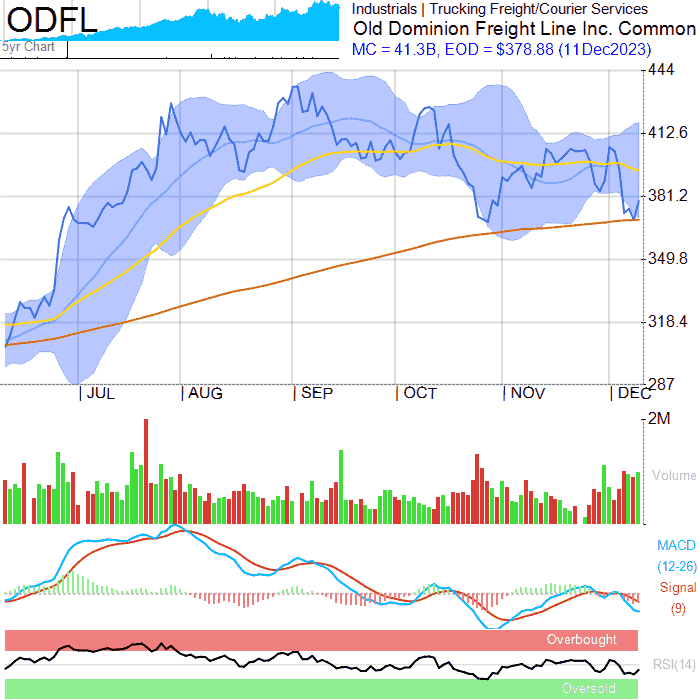 ODFL
5yr Chart
Industrials | Trucking Freight/Courier Services
Old Dominion Freight Line Inc. Common
MC = 41.3B, EOD = $378.88 (11Dec2023)
444
412.6
381.2
349.8
318.4
287
JUL
AUG
SEP
OCT
NOV
DEC
2M
Volume
MACD
(12-26)
Signal
(9)
Overbought
RSI(14)
Oversold